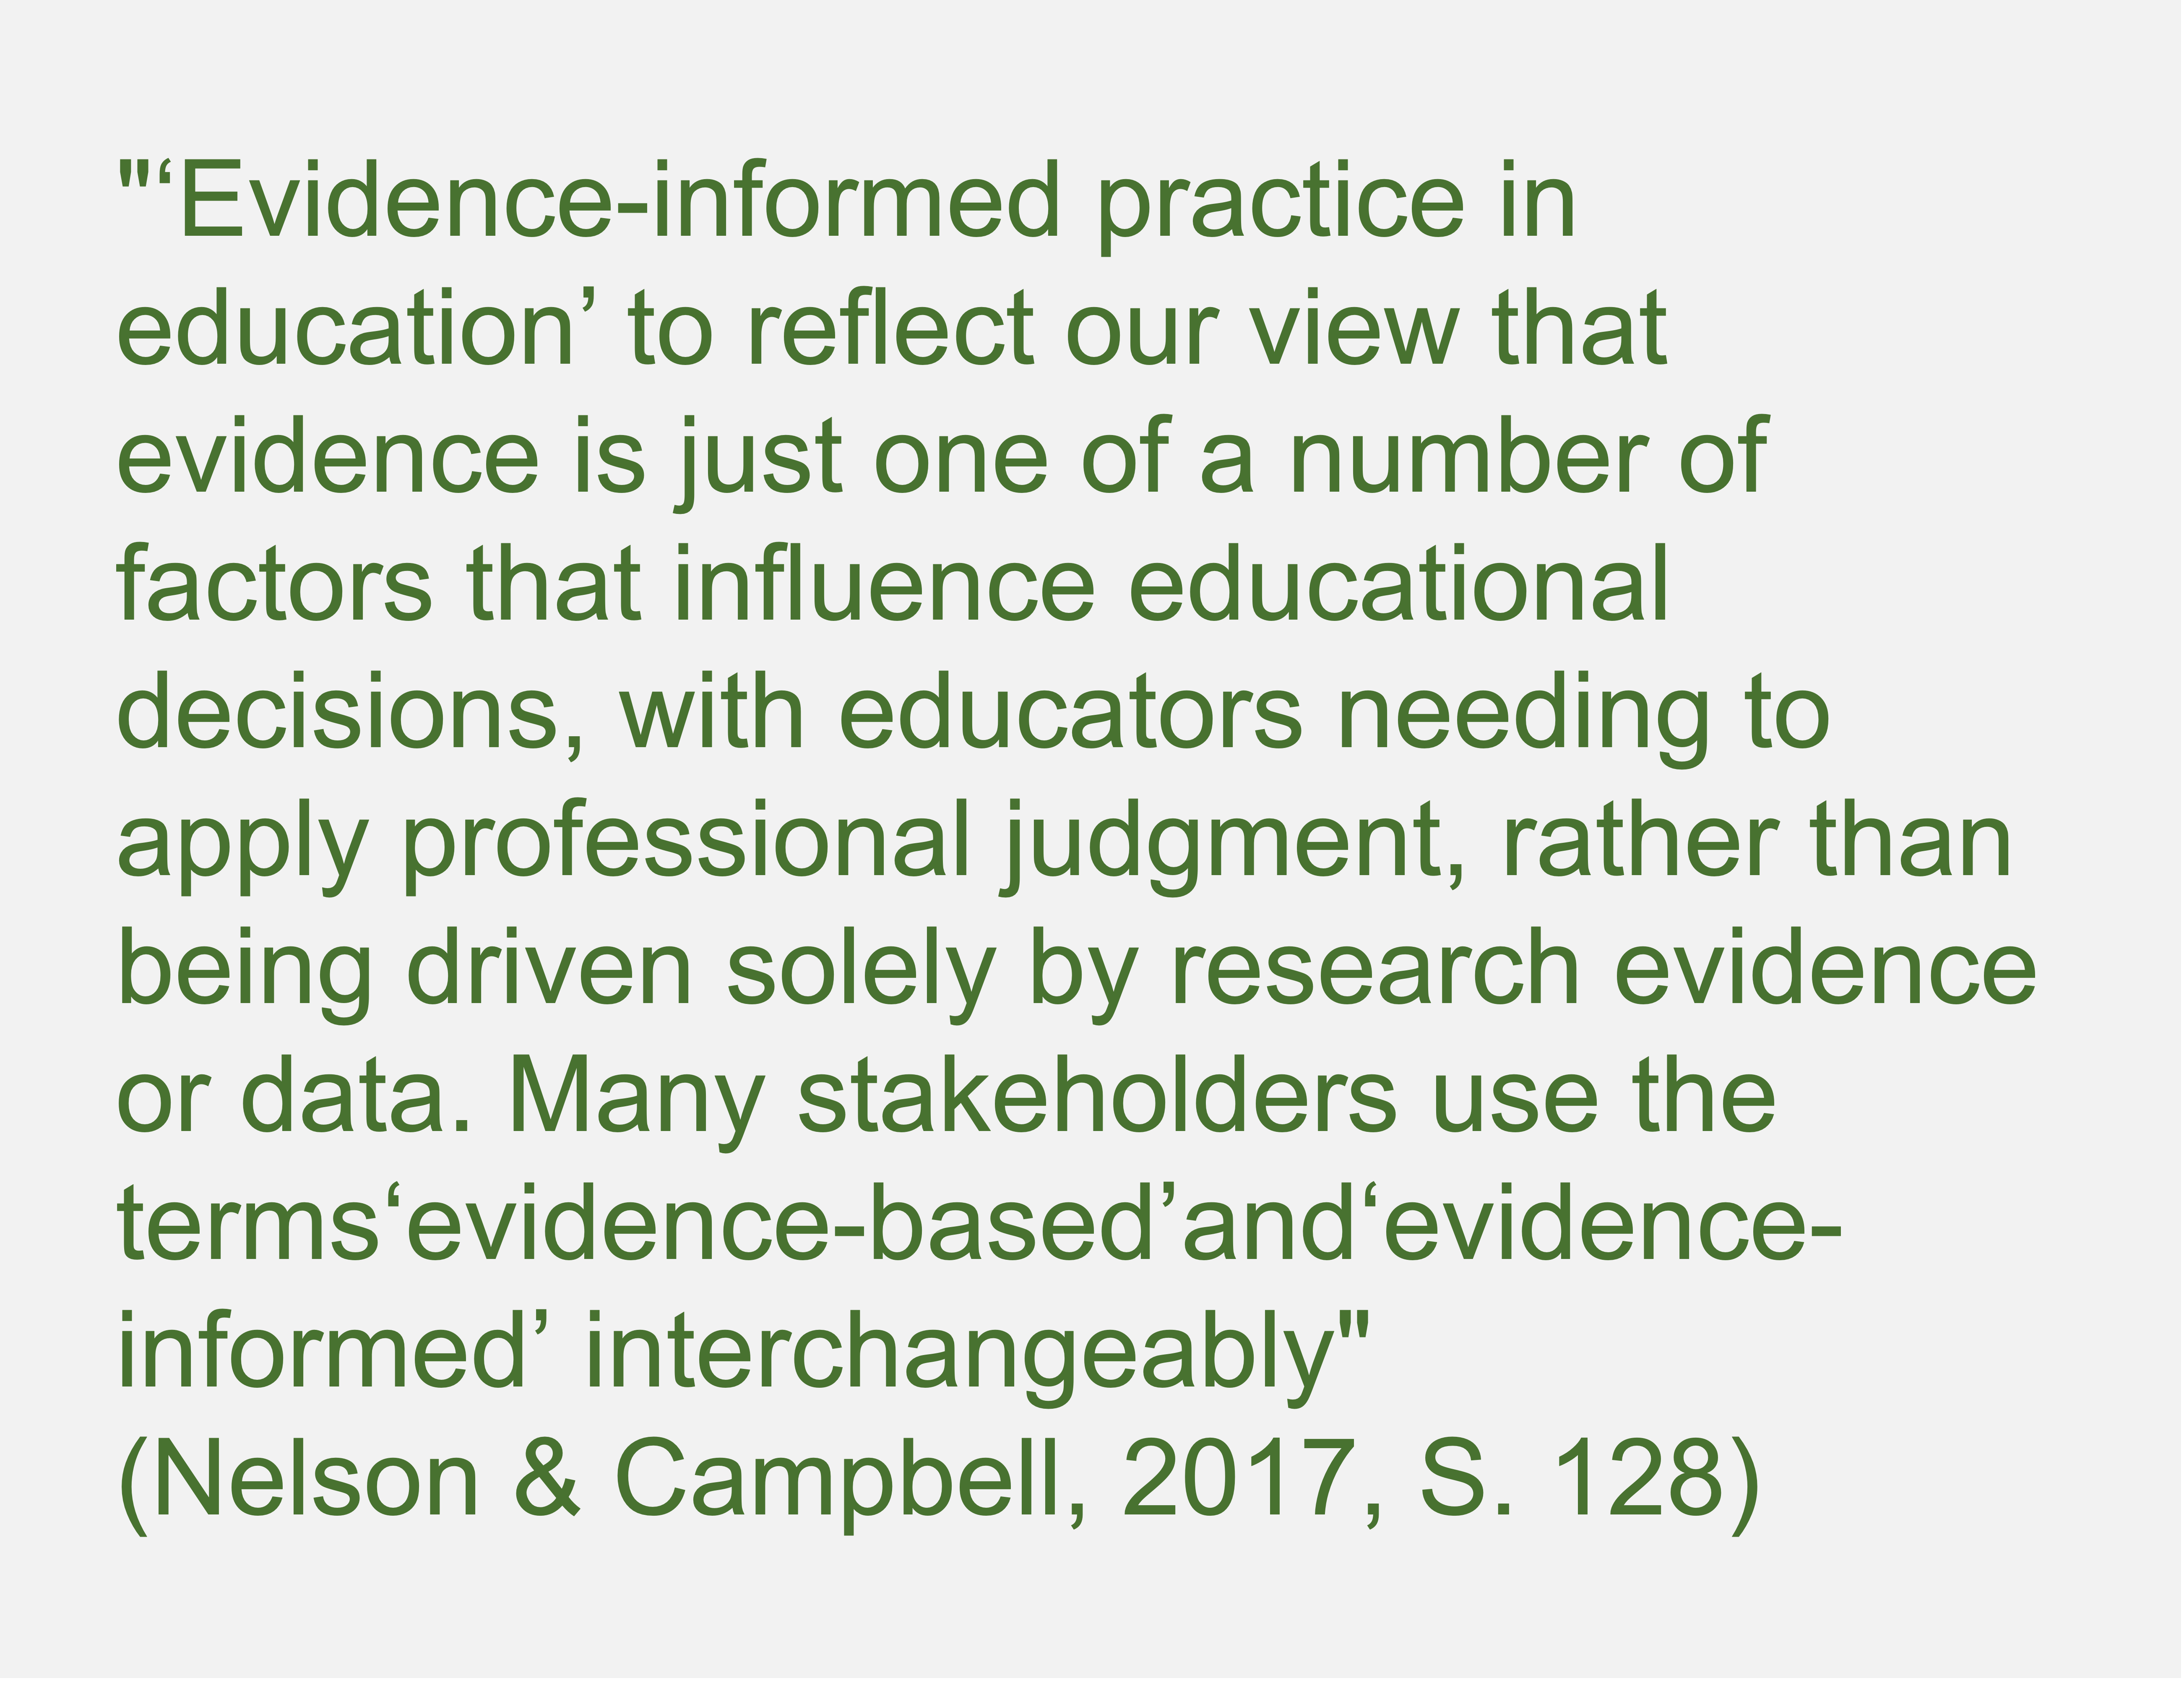 "‘Evidence-informed practice in
education’ to reflect our view that
evidence is just one of a number of
factors that influence educational
decisions, with educators needing to
apply professional judgment, rather than
being driven solely by research evidence
or data. Many stakeholders use the
terms‘evidence-based’and‘evidence-
informed’ interchangeably"
(Nelson & Campbell, 2017, S. 128)